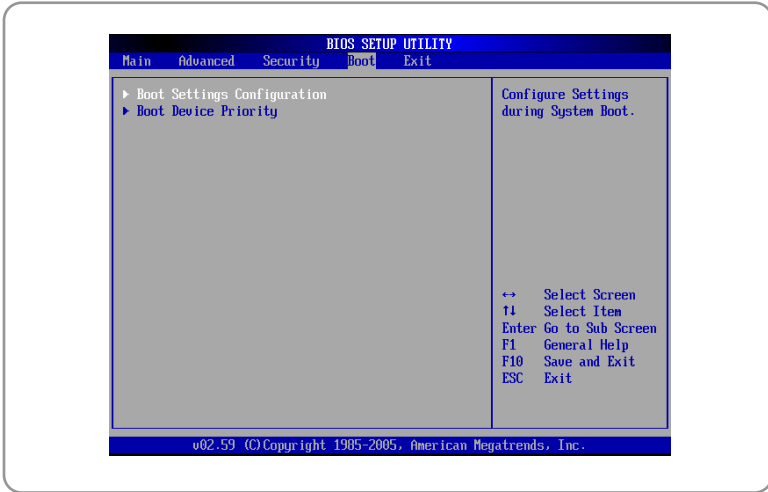 BIOS SETUP UTILITY
Main Advanced Security Boot Exit
▶ Boot Settings Configuration
▶ Boot Device Priority
Configure Settings
during System Boot.
↔ Select Screen
↑↓ Select Item
Enter Go to Sub Screen
F1 General Help
F10 Save and Exit
ESC Exit
v02.59 (C)Copyright 1985-2005, American Megatrends, Inc.